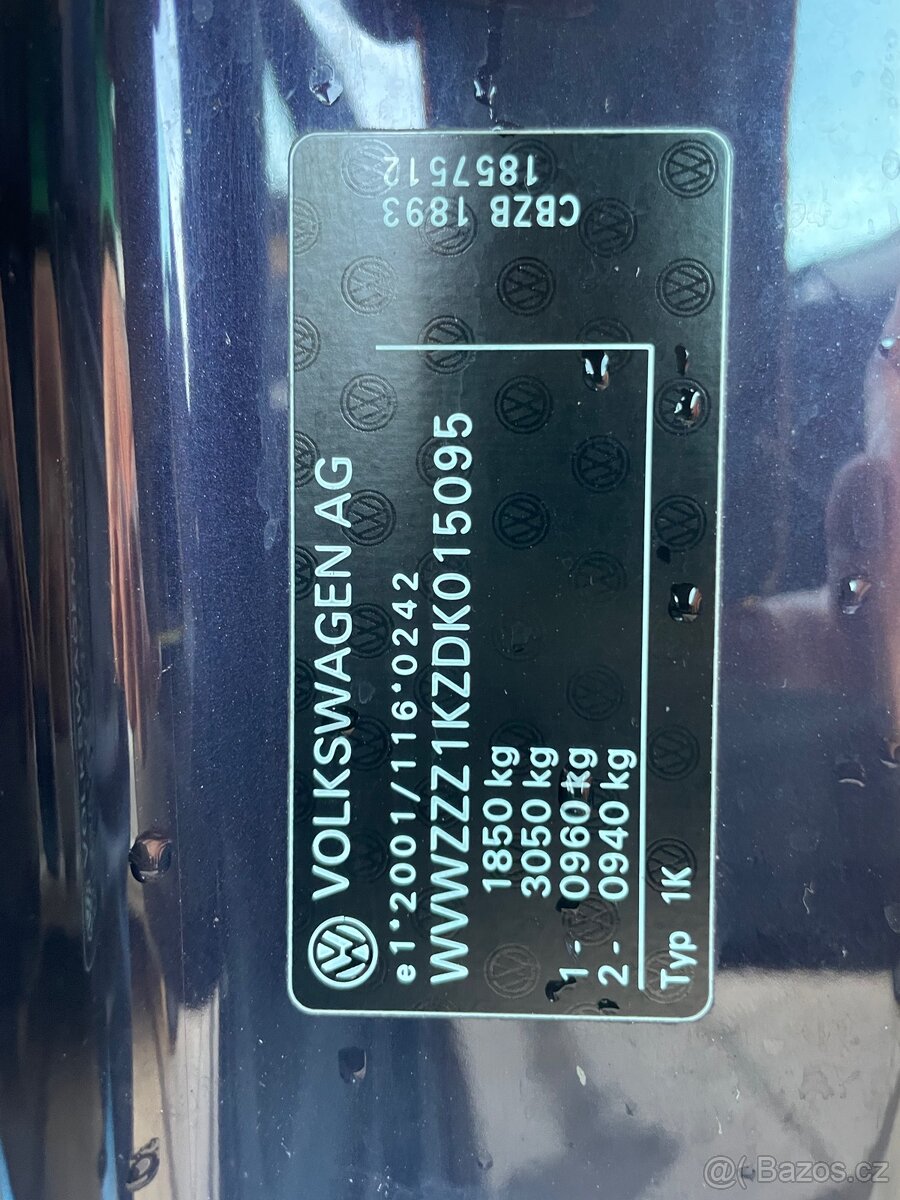 VOLKSWAGEN AG
e1*2001/116*0242
WVWZZZ1KZDK015095
1850 kg
3050 kg
1 - 0960 kg
2 - 0940 kg
Typ 1K
CBZB 1893
1857512
@( Bazos.cz